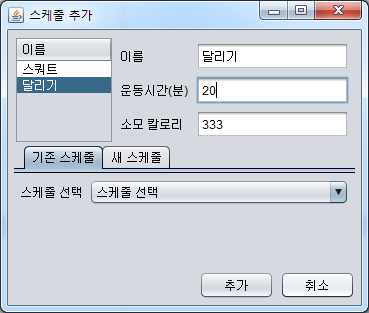 스케줄 추가
이름
스쿼트
달리기
이름 달리기
운동시간(분) 20
소모 칼로리 333
기존 스케줄 새 스케줄
스케줄 선택 스케줄 선택
추가 취소